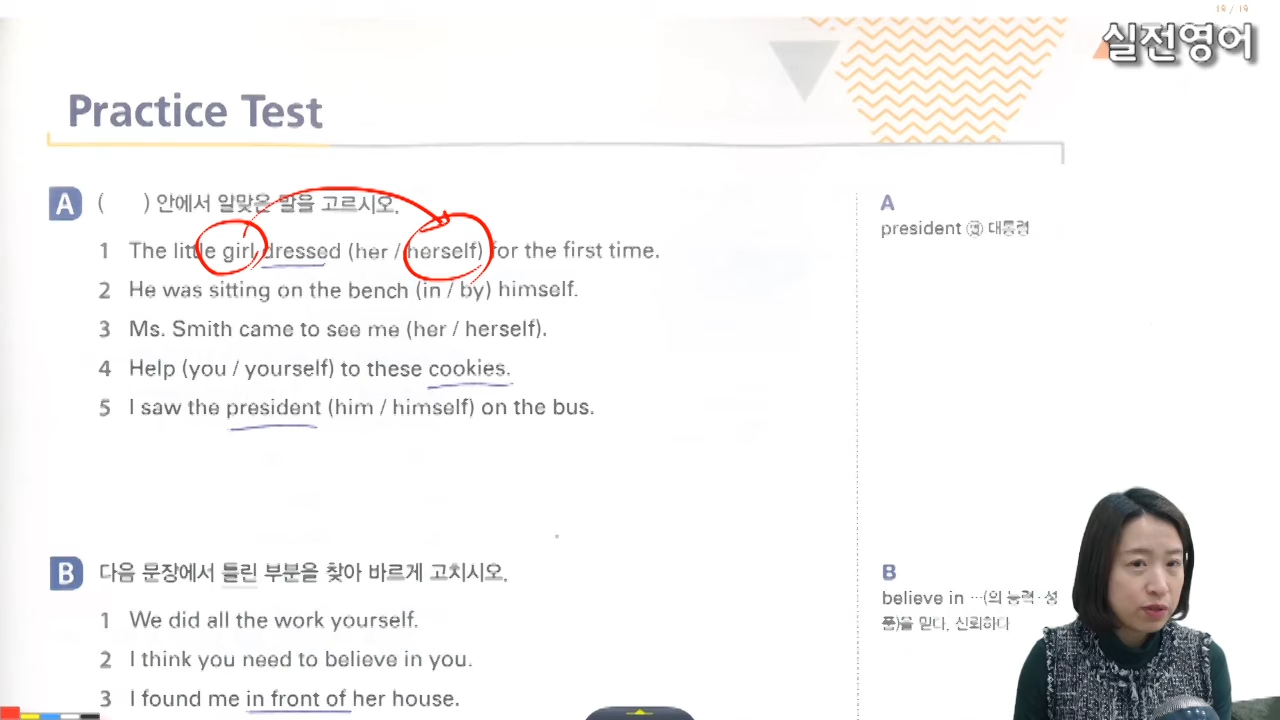 19 / 19
실전영어
Practice Test
A ( ) 안에서 알맞은 말을 고르시오.
1 The little girl dressed (her / herself) for the first time.
2 He was sitting on the bench (in / by) himself.
3 Ms. Smith came to see me (her / herself).
4 Help (you / yourself) to these cookies.
5 I saw the president (him / himself) on the bus.
A
president 명 대통령
B 다음 문장에서 틀린 부분을 찾아 바르게 고치시오.
1 We did all the work yourself.
2 I think you need to believe in you.
3 I found me in front of her house.
B
believe in …(의 능력·성
품)을 믿다, 신뢰하다